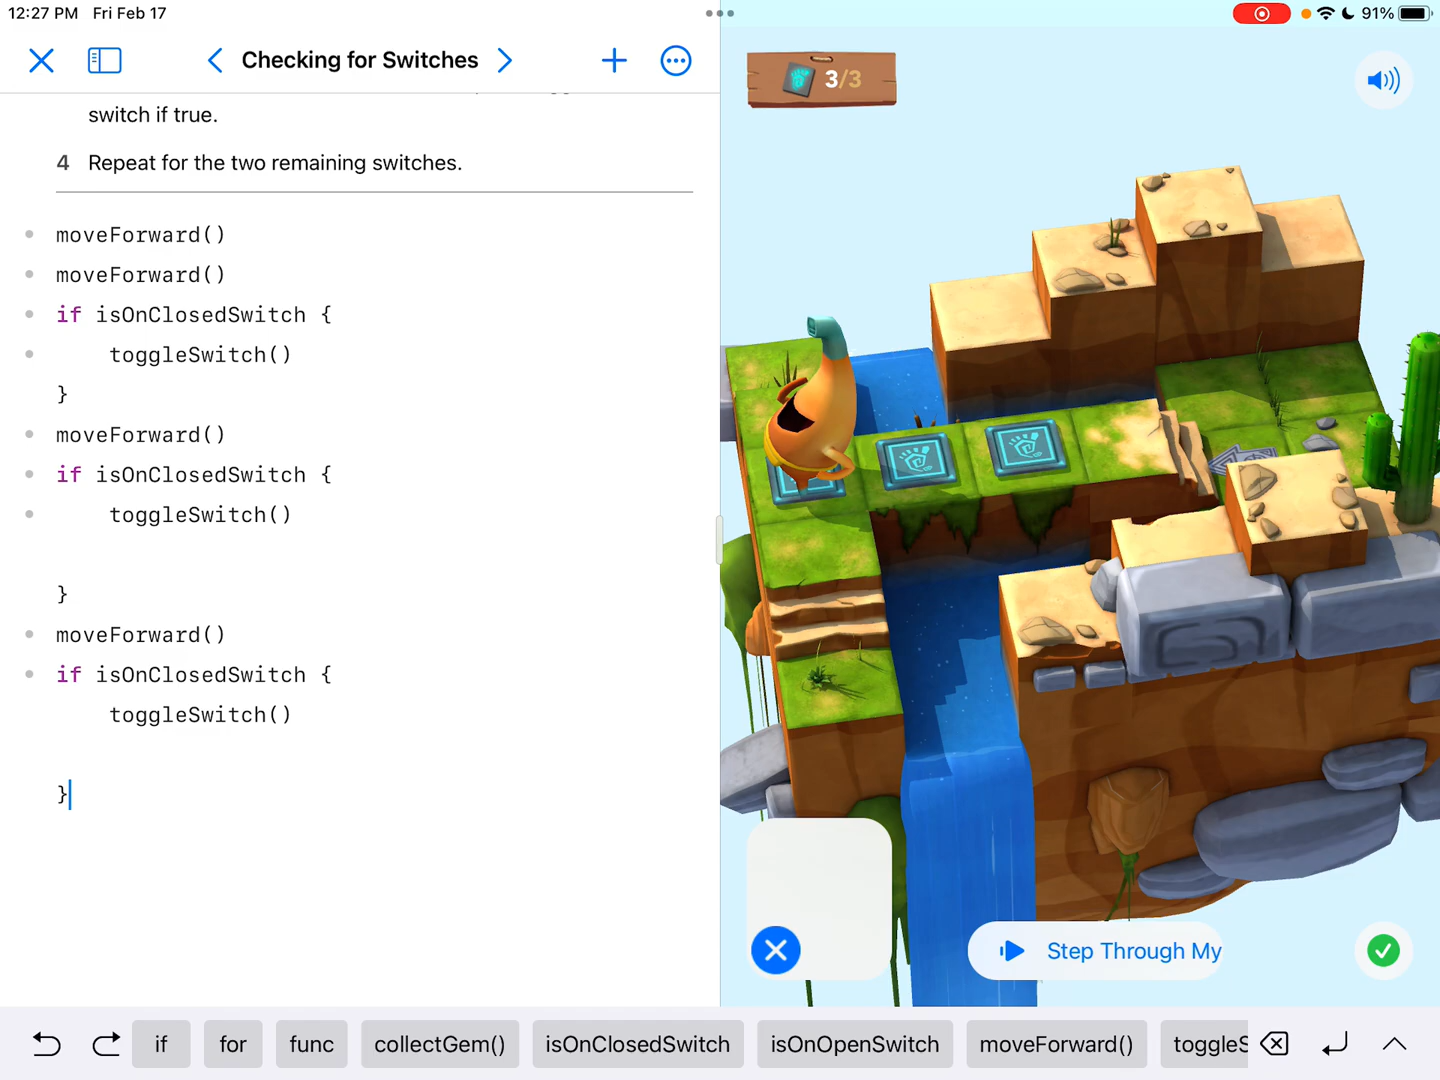 12:27 PM Fri Feb 17
91%
Checking for Switches
switch if true.
4 Repeat for the two remaining switches.
moveForward()
moveForward()
if isOnClosedSwitch {
toggleSwitch()
}
moveForward()
if isOnClosedSwitch {
toggleSwitch()
}
moveForward()
if isOnClosedSwitch {
toggleSwitch()
}
3/3
Step Through My
if for func collectGem() isOnClosedSwitch isOnOpenSwitch moveForward() toggleS